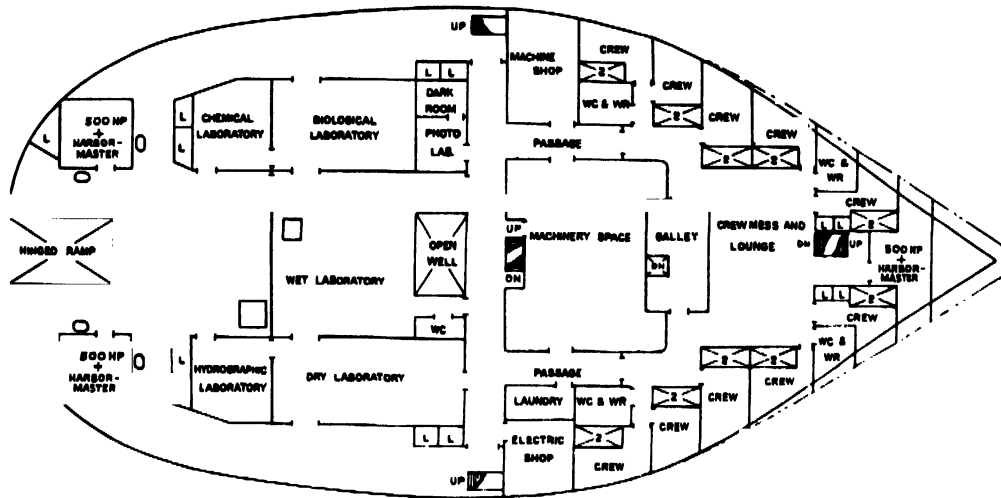 UP
MACHINE
SHOP
CREW
2
WC & WR
CREW
2
CREW
CREW
2
2
WC &
WR
CREW
2
L L
DARK
ROOM
PHOTO
LAB.
BIOLOGICAL
LABORATORY
CHEMICAL
LABORATORY
L
L
500 HP
+
HARBOR-
MASTER
L
PASSAGE
HINGED RAMP
WET LABORATORY
OPEN
WELL
UP
DN
MACHINERY SPACE
GALLEY
DN
CREW MESS AND
LOUNGE
L L
DN
UP
500 HP
+
HARBOR-
MASTER
L L
2
CREW
WC &
WR
WC
500 HP
+
HARBOR-
MASTER
L
HYDROGRAPHIC
LABORATORY
DRY LABORATORY
PASSAGE
LAUNDRY
WC & WR
2
2
CREW
CREW
2
CREW
L L
ELECTRIC
SHOP
2
CREW
UP